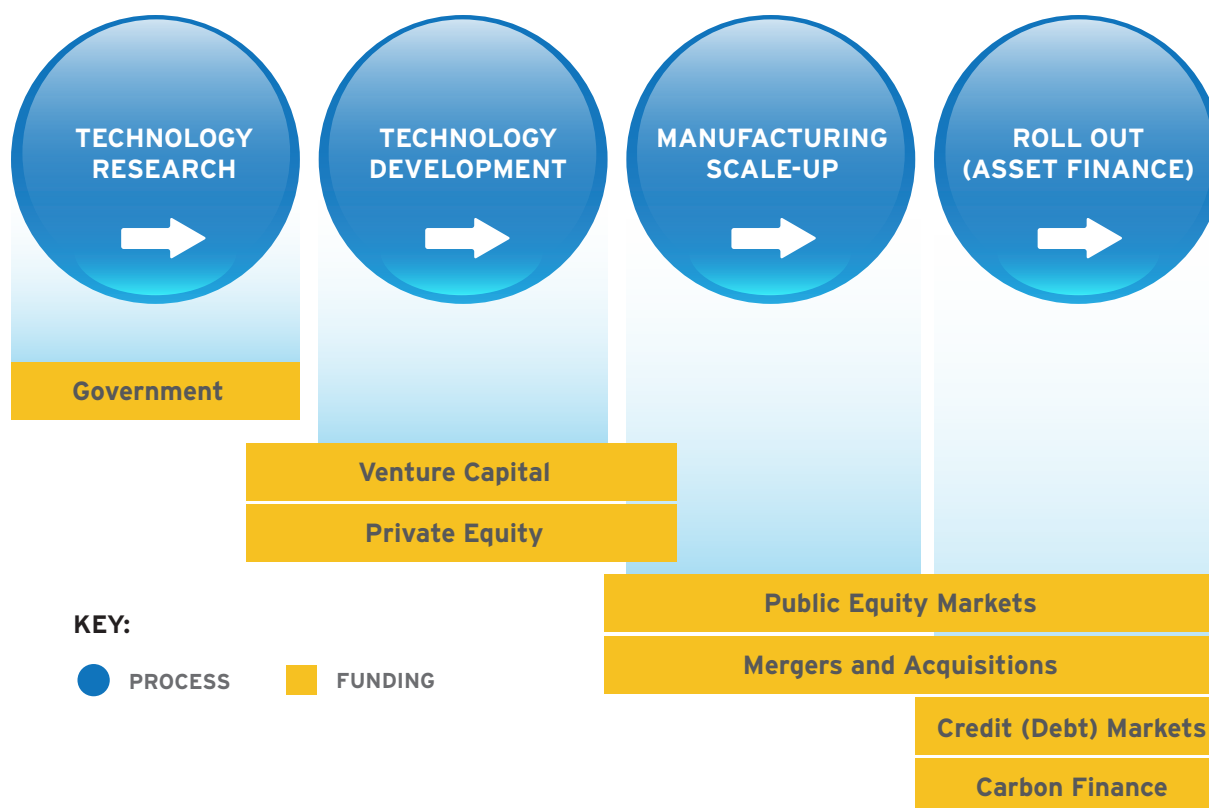 TECHNOLOGY
RESEARCH
TECHNOLOGY
DEVELOPMENT
MANUFACTURING
SCALE-UP
ROLL OUT
(ASSET FINANCE)
Government
Venture Capital
Private Equity
Public Equity Markets
Mergers and Acquisitions
Credit (Debt) Markets
Carbon Finance
KEY:
PROCESS
FUNDING